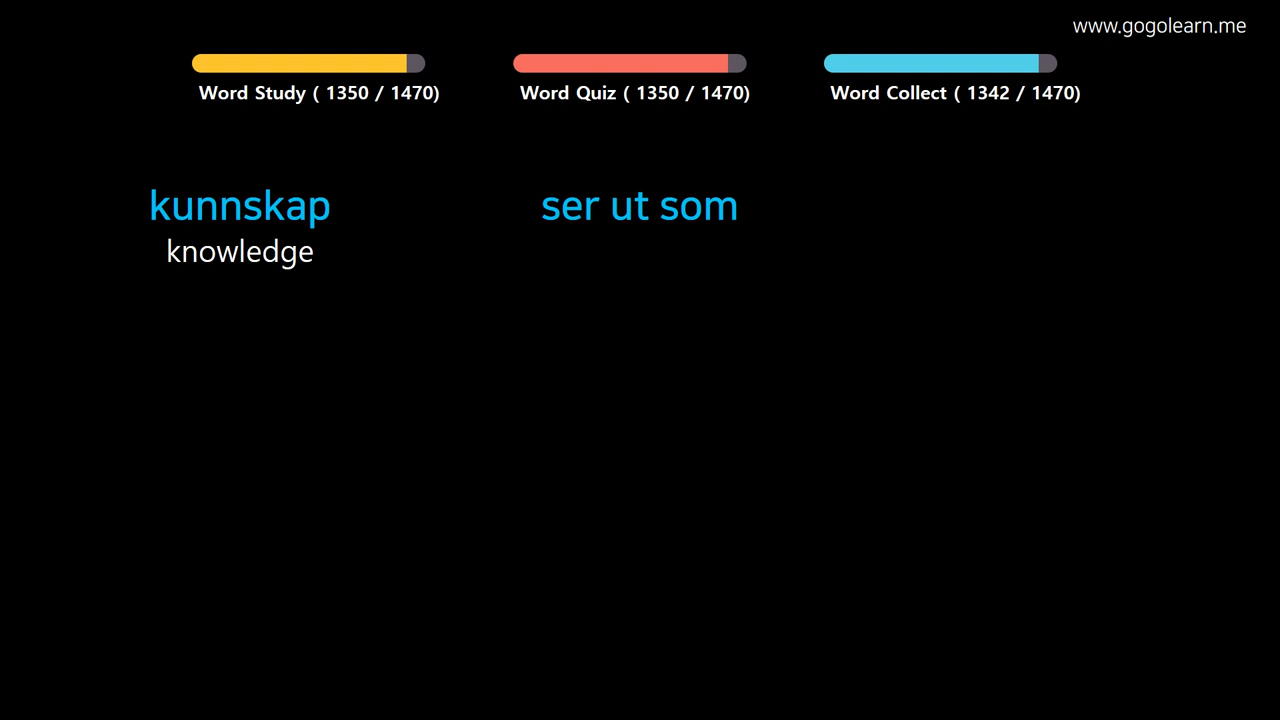 www.gogolearn.me
Word Study ( 1350 / 1470)
Word Quiz ( 1350 / 1470)
Word Collect ( 1342 / 1470)
kunnskap
knowledge
ser ut som